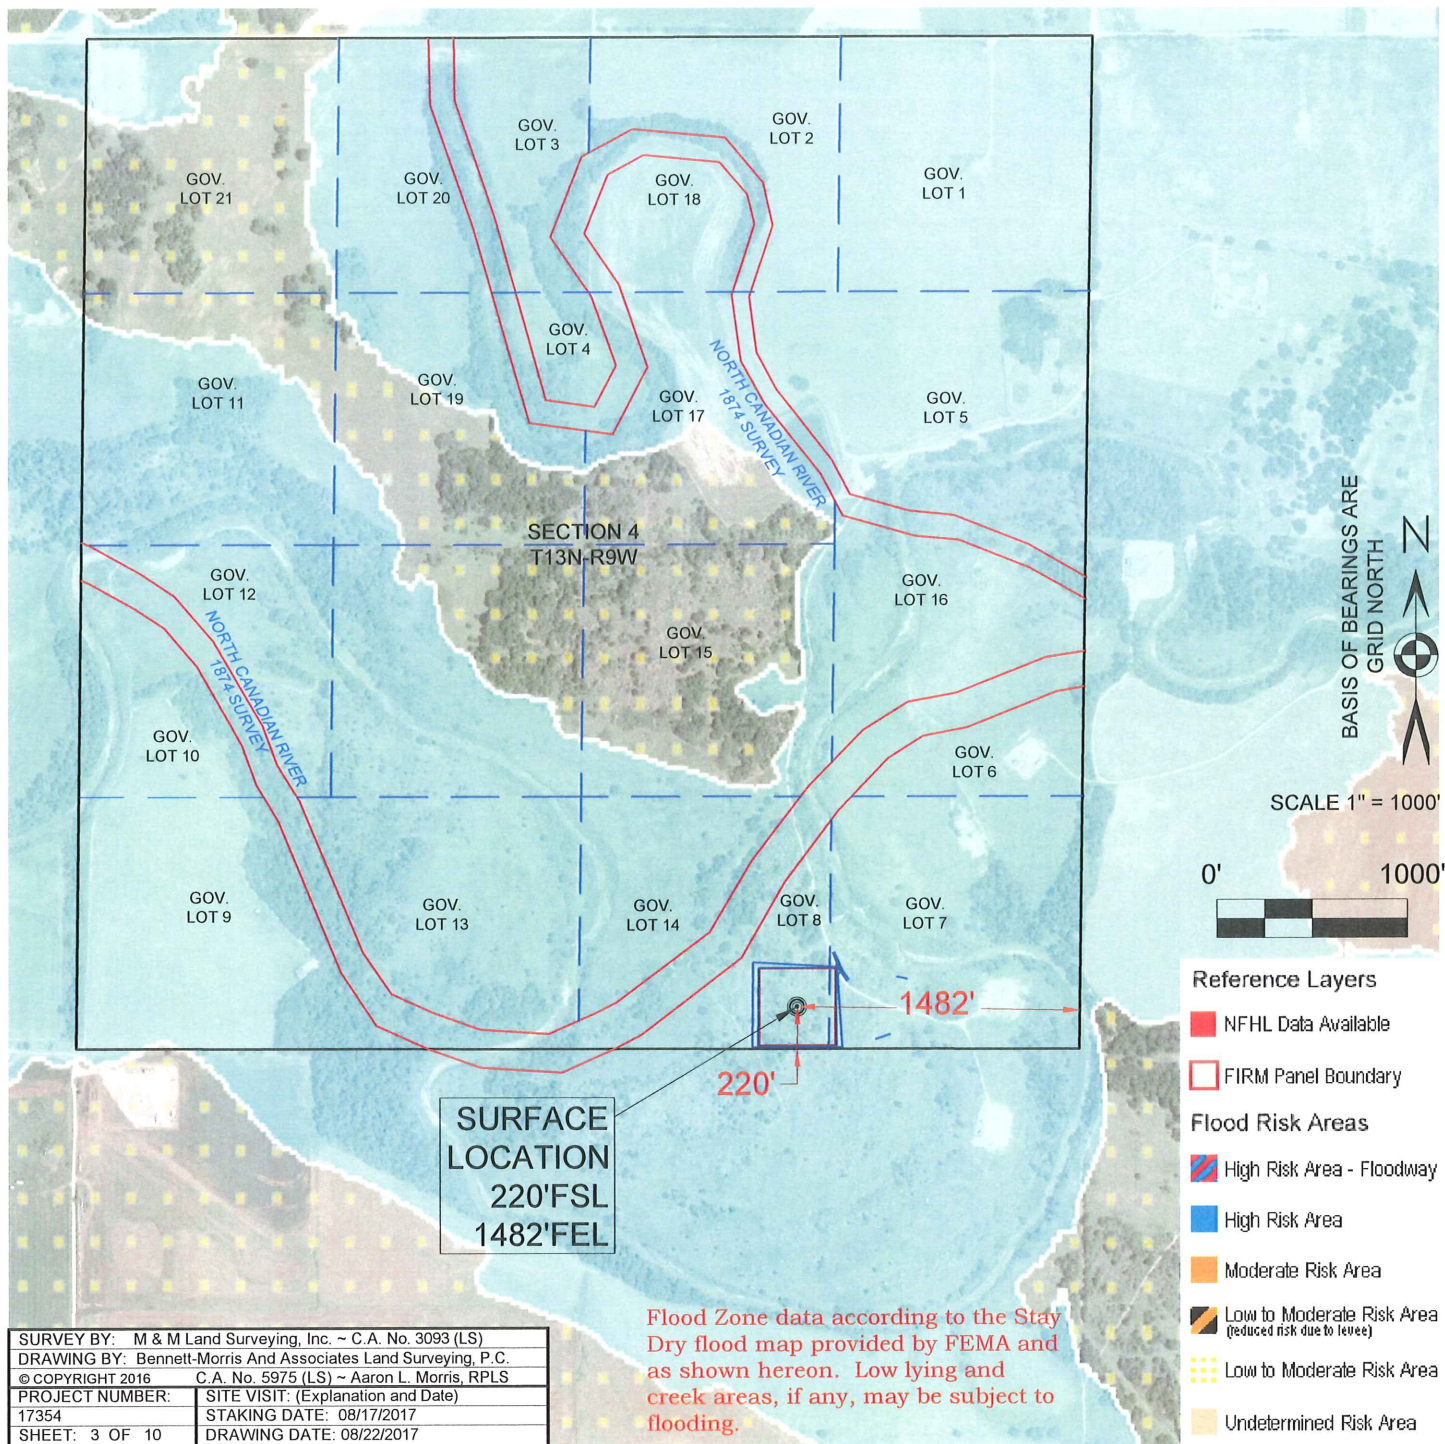 GOV.
LOT 3
GOV.
LOT 2
GOV.
LOT 21
GOV.
LOT 20
GOV.
LOT 18
GOV.
LOT 1
GOV.
LOT 4
GOV.
LOT 11
GOV.
LOT 19
GOV.
LOT 17
GOV.
LOT 5
NORTH CANADIAN RIVER
1874 SURVEY
SECTION 4
T13N-R9W
GOV.
LOT 12
GOV.
LOT 16
GOV.
LOT 15
NORTH CANADIAN RIVER
1874 SURVEY
GOV.
LOT 10
GOV.
LOT 6
GOV.
LOT 9
GOV.
LOT 13
GOV.
LOT 14
GOV.
LOT 8
GOV.
LOT 7
1482'
220'
SURFACE
LOCATION
220'FSL
1482'FEL
BASIS OF BEARINGS ARE
GRID NORTH
N
SCALE 1" = 1000'
0' 1000'
Reference Layers
NFHL Data Available
FIRM Panel Boundary
Flood Risk Areas
High Risk Area - Floodway
High Risk Area
Moderate Risk Area
Low to Moderate Risk Area
(reduced risk due to levee)
Low to Moderate Risk Area
Undetermined Risk Area
Flood Zone data according to the Stay
Dry flood map provided by FEMA and
as shown hereon. Low lying and
creek areas, if any, may be subject to
flooding.
SURVEY BY: M & M Land Surveying, Inc. ~ C.A. No. 3093 (LS)
DRAWING BY: Bennett-Morris And Associates Land Surveying, P.C.
© COPYRIGHT 2016 C.A. No. 5975 (LS) ~ Aaron L. Morris, RPLS
PROJECT NUMBER: SITE VISIT: (Explanation and Date)
17354 STAKING DATE: 08/17/2017
SHEET: 3 OF 10 DRAWING DATE: 08/22/2017